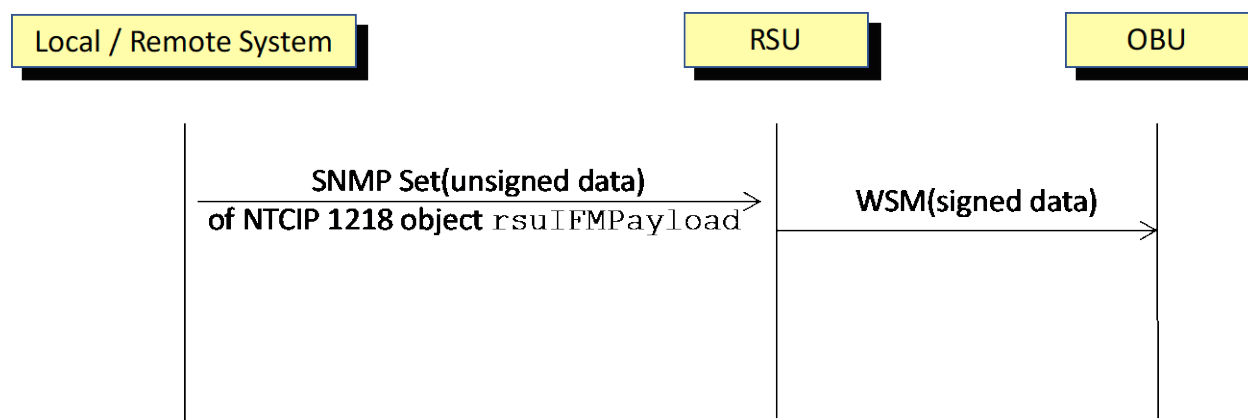 Local / Remote System
RSU
OBU
SNMP Set(unsigned data)
of NTCIP 1218 object rsuIFMPayload
WSM(signed data)